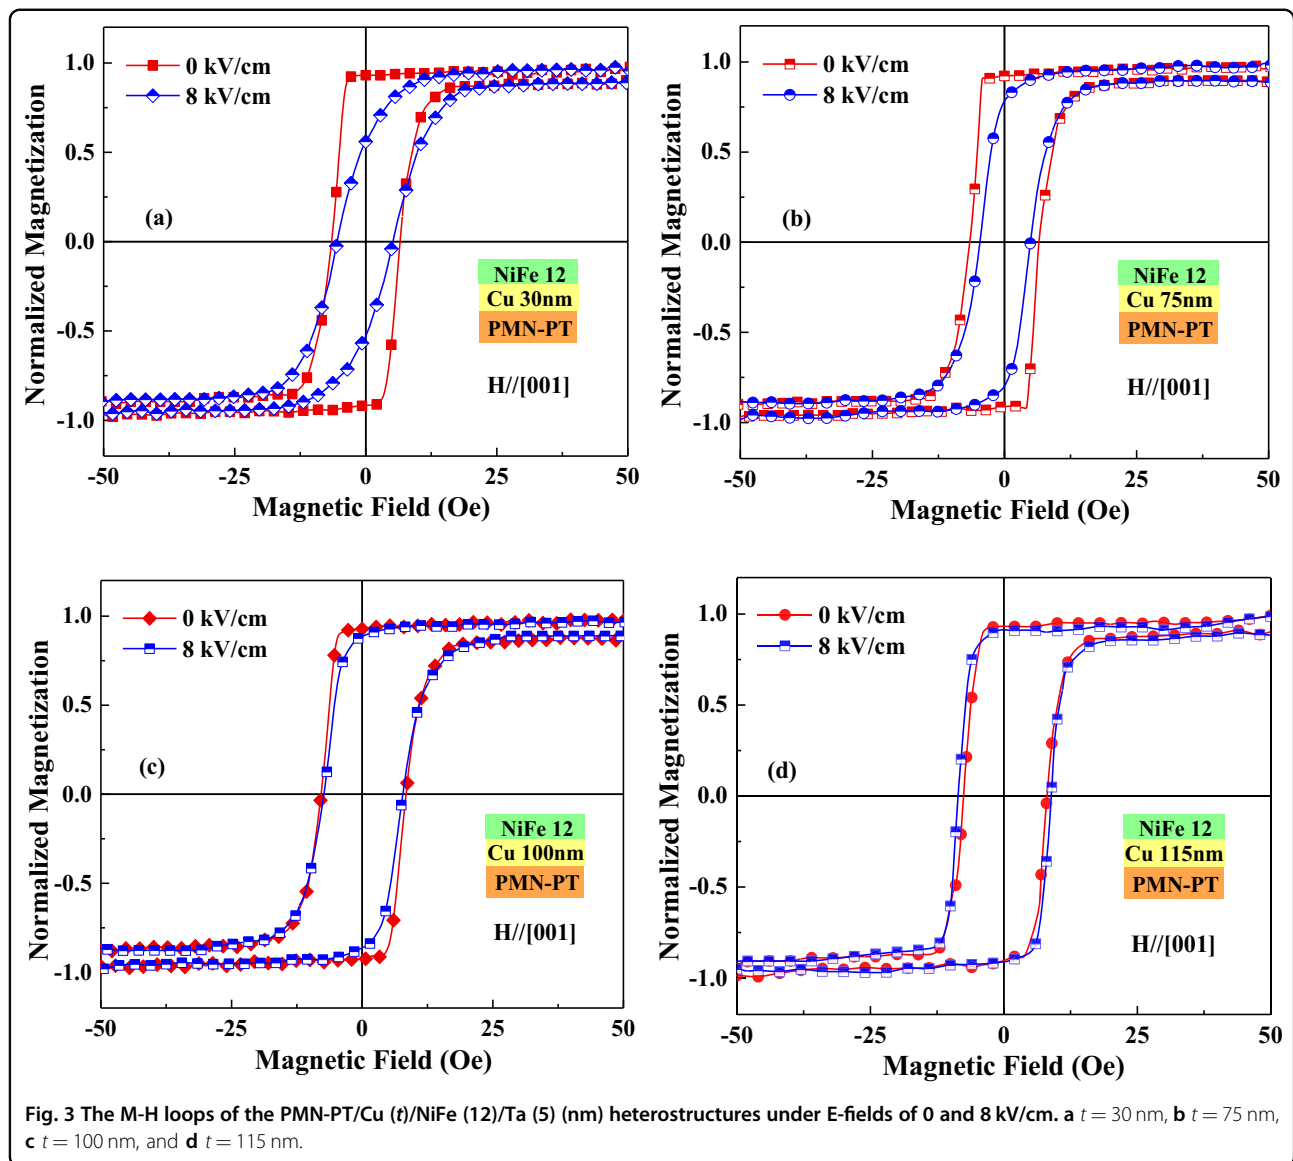 1.0
0.5
0.0
-0.5
-1.0
Normalized Magnetization
0 kV/cm
8 kV/cm
(a)
NiFe 12
Cu 30nm
PMN-PT
H//[001]
-50 -25 0 25 50
Magnetic Field (Oe)
1.0
0.5
0.0
-0.5
-1.0
Normalized Magnetization
0 kV/cm
8 kV/cm
(b)
NiFe 12
Cu 75nm
PMN-PT
H//[001]
-50 -25 0 25 50
Magnetic Field (Oe)
1.0
0.5
0.0
-0.5
-1.0
Normalized Magnetization
0 kV/cm
8 kV/cm
(c)
NiFe 12
Cu 100nm
PMN-PT
H//[001]
-50 -25 0 25 50
Magnetic Field (Oe)
1.0
0.5
0.0
-0.5
-1.0
Normalized Magnetization
0 kV/cm
8 kV/cm
(d)
NiFe 12
Cu 115nm
PMN-PT
H//[001]
-50 -25 0 25 50
Magnetic Field (Oe)
Fig. 3 The M-H loops of the PMN-PT/Cu (t)/NiFe (12)/Ta (5) (nm) heterostructures under E-fields of 0 and 8 kV/cm. a t = 30 nm, b t = 75 nm,
c t = 100 nm, and d t = 115 nm.